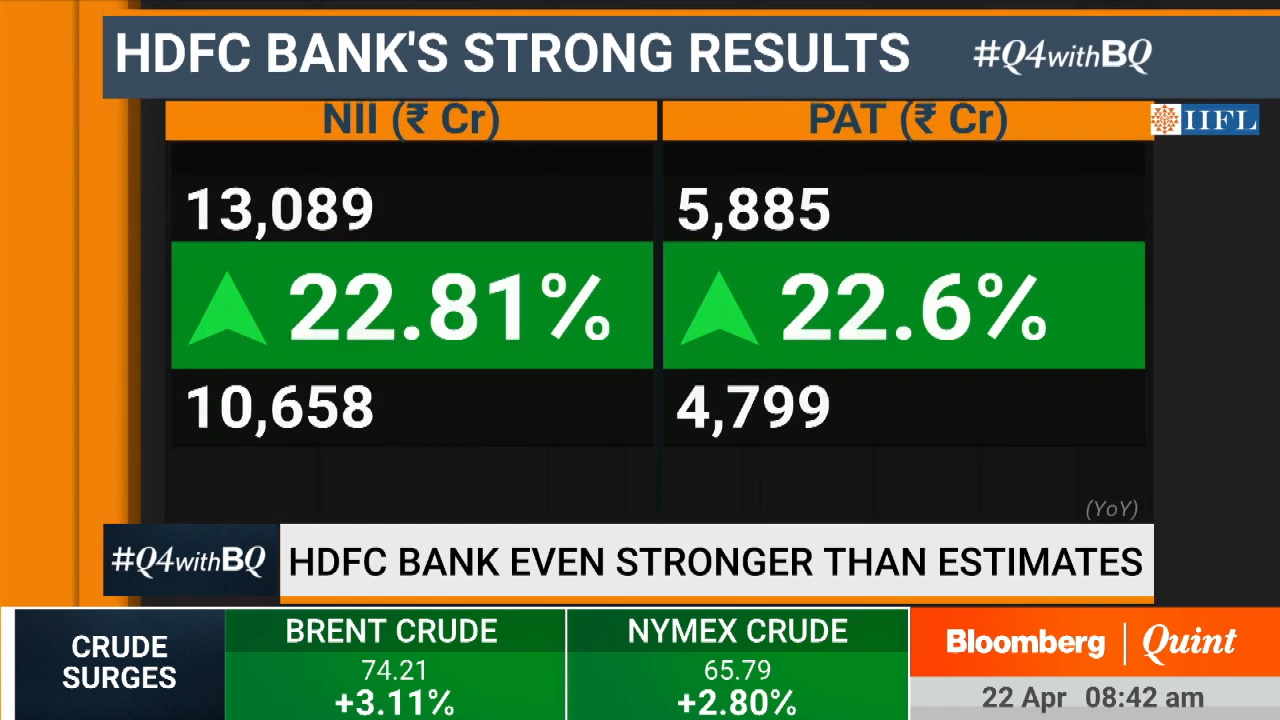 HDFC BANK'S STRONG RESULTS
#Q4withBQ
NII (₹ Cr)
PAT (₹ Cr)
IIFL
13,089
5,885
22.81%
22.6%
10,658
4,799
(YoY)
#Q4withBQ
HDFC BANK EVEN STRONGER THAN ESTIMATES
CRUDE
SURGES
BRENT CRUDE
74.21
+3.11%
NYMEX CRUDE
65.79
+2.80%
Bloomberg | Quint
22 Apr 08:42 am